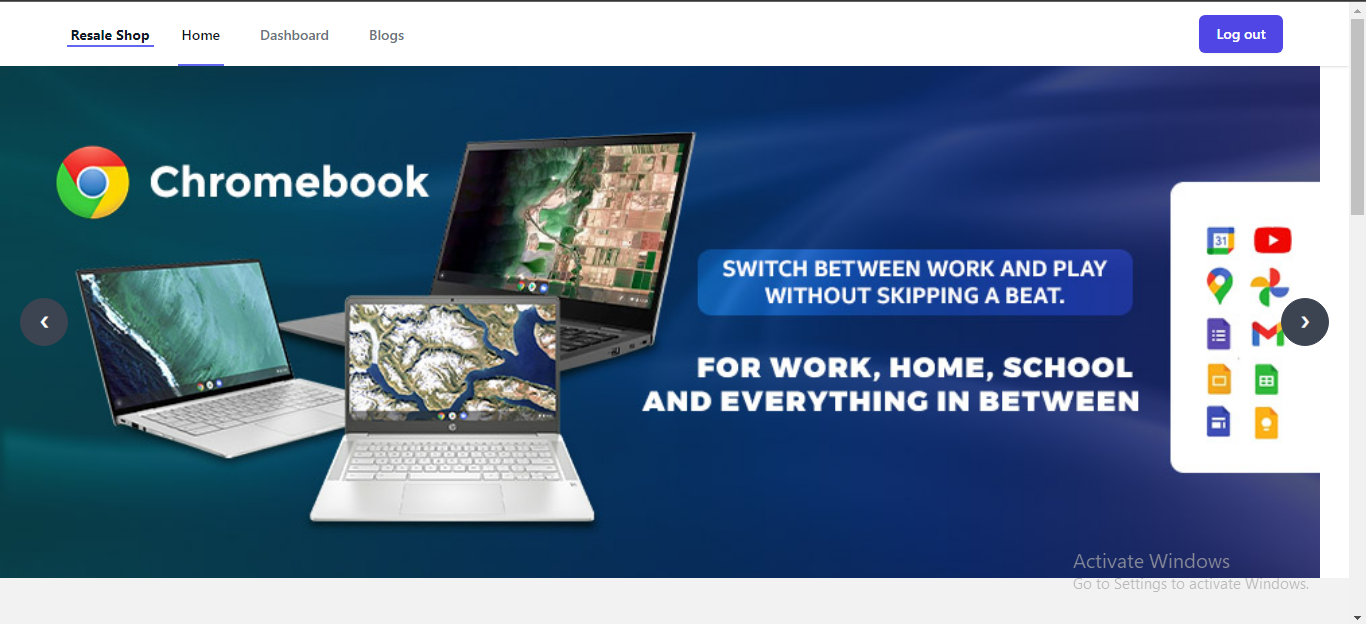 Resale Shop
Home
Dashboard
Blogs
Log out
Chromebook
SWITCH BETWEEN WORK AND PLAY
WITHOUT SKIPPING A BEAT.
FOR WORK, HOME, SCHOOL
AND EVERYTHING IN BETWEEN
31
Activate Windows
Go to Settings to activate Windows.